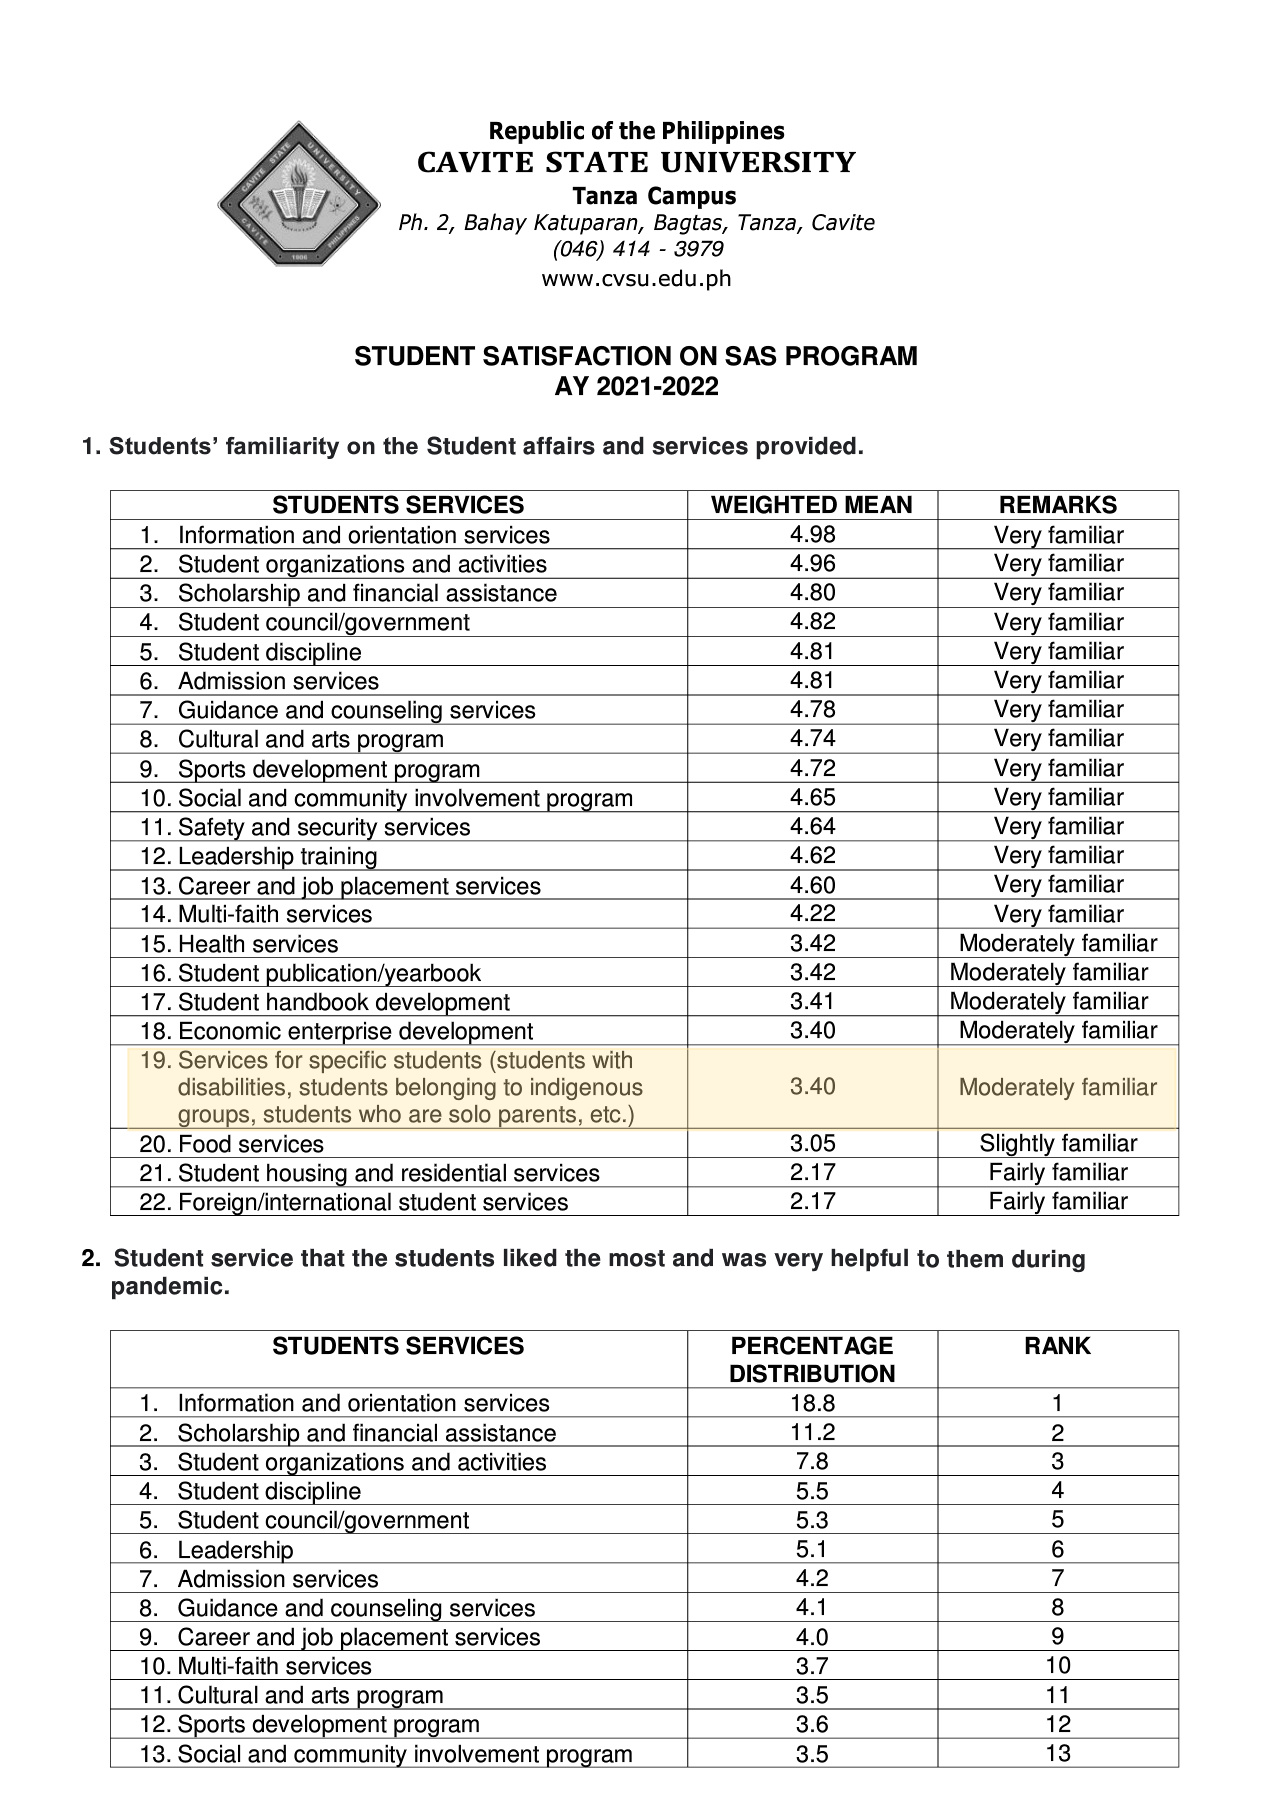 Republic of the Philippines
CAVITE STATE UNIVERSITY
Tanza Campus
Ph. 2, Bahay Katuparan, Bagtas, Tanza, Cavite
(046) 414 - 3979
www.cvsu.edu.ph
CAVITE STATE UNIVERSITY
CAVITE PHILIPPINES
1906
STUDENT SATISFACTION ON SAS PROGRAM
AY 2021-2022
1. Students’ familiarity on the Student affairs and services provided.
STUDENTS SERVICES WEIGHTED MEAN REMARKS
1. Information and orientation services 4.98 Very familiar
2. Student organizations and activities 4.96 Very familiar
3. Scholarship and financial assistance 4.80 Very familiar
4. Student council/government 4.82 Very familiar
5. Student discipline 4.81 Very familiar
6. Admission services 4.81 Very familiar
7. Guidance and counseling services 4.78 Very familiar
8. Cultural and arts program 4.74 Very familiar
9. Sports development program 4.72 Very familiar
10. Social and community involvement program 4.65 Very familiar
11. Safety and security services 4.64 Very familiar
12. Leadership training 4.62 Very familiar
13. Career and job placement services 4.60 Very familiar
14. Multi-faith services 4.22 Very familiar
15. Health services 3.42 Moderately familiar
16. Student publication/yearbook 3.42 Moderately familiar
17. Student handbook development 3.41 Moderately familiar
18. Economic enterprise development 3.40 Moderately familiar
19. Services for specific students (students with
disabilities, students belonging to indigenous 3.40 Moderately familiar
groups, students who are solo parents, etc.)
20. Food services 3.05 Slightly familiar
21. Student housing and residential services 2.17 Fairly familiar
22. Foreign/international student services 2.17 Fairly familiar
2. Student service that the students liked the most and was very helpful to them during
pandemic.
STUDENTS SERVICES PERCENTAGE RANK
DISTRIBUTION
1. Information and orientation services 18.8 1
2. Scholarship and financial assistance 11.2 2
3. Student organizations and activities 7.8 3
4. Student discipline 5.5 4
5. Student council/government 5.3 5
6. Leadership 5.1 6
7. Admission services 4.2 7
8. Guidance and counseling services 4.1 8
9. Career and job placement services 4.0 9
10. Multi-faith services 3.7 10
11. Cultural and arts program 3.5 11
12. Sports development program 3.6 12
13. Social and community involvement program 3.5 13